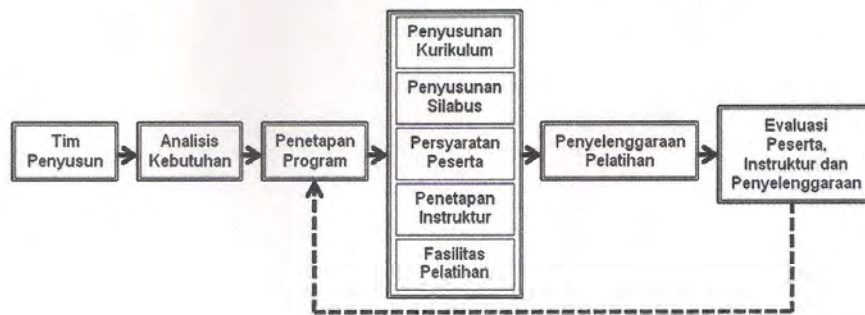 Tim
Penyusun
Analisis
Kebutuhan
Penetapan
Program
Penyusunan
Kurikulum
Penyusunan
Silabus
Persyaratan
Peserta
Penetapan
Instruktur
Fasilitas
Pelatihan
Penyelenggaraan
Pelatihan
Evaluasi
Peserta,
Instruktur dan
Penyelenggaraan